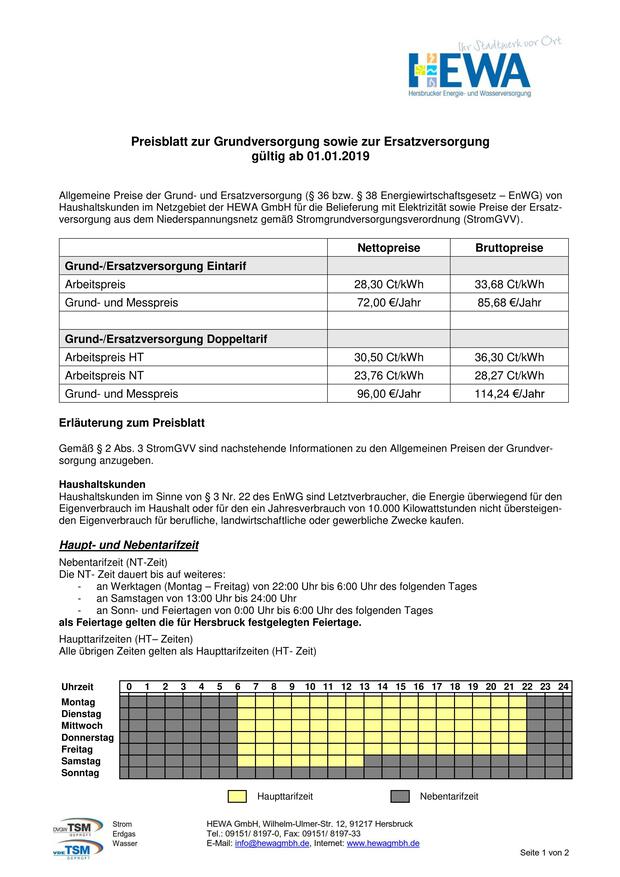 Ihr Stadtwerk vor Ort
HEWA
Hersbrucker Energie- und Wasserversorgung
Preisblatt zur Grundversorgung sowie zur Ersatzversorgung
gültig ab 01.01.2019
Allgemeine Preise der Grund- und Ersatzversorgung (§ 36 bzw. § 38 Energiewirtschaftsgesetz – EnWG) von
Haushaltskunden im Netzgebiet der HEWA GmbH für die Belieferung mit Elektrizität sowie Preise der Ersatz-
versorgung aus dem Niederspannungsnetz gemäß Stromgrundversorgungsverordnung (StromGVV).
Nettopreise Bruttopreise
Grund-/Ersatzversorgung Eintarif
Arbeitspreis 28,30 Ct/kWh 33,68 Ct/kWh
Grund- und Messpreis 72,00 €/Jahr 85,68 €/Jahr
Grund-/Ersatzversorgung Doppeltarif
Arbeitspreis HT 30,50 Ct/kWh 36,30 Ct/kWh
Arbeitspreis NT 23,76 Ct/kWh 28,27 Ct/kWh
Grund- und Messpreis 96,00 €/Jahr 114,24 €/Jahr
Erläuterung zum Preisblatt
Gemäß § 2 Abs. 3 StromGVV sind nachstehende Informationen zu den Allgemeinen Preisen der Grundver-
sorgung anzugeben.
Haushaltskunden
Haushaltskunden im Sinne von § 3 Nr. 22 des EnWG sind Letztverbraucher, die Energie überwiegend für den
Eigenverbrauch im Haushalt oder für den ein Jahresverbrauch von 10.000 Kilowattstunden nicht übersteigen-
den Eigenverbrauch für berufliche, landwirtschaftliche oder gewerbliche Zwecke kaufen.
Haupt- und Nebentarifzeit
Nebentarifzeit (NT-Zeit)
Die NT- Zeit dauert bis auf weiteres:
- an Werktagen (Montag – Freitag) von 22:00 Uhr bis 6:00 Uhr des folgenden Tages
- an Samstagen von 13:00 Uhr bis 24:00 Uhr
- an Sonn- und Feiertagen von 0:00 Uhr bis 6:00 Uhr des folgenden Tages
als Feiertage gelten die für Hersbruck festgelegten Feiertage.
Haupttarifzeiten (HT– Zeiten)
Alle übrigen Zeiten gelten als Haupttarifzeiten (HT- Zeit)
Uhrzeit 0 1 2 3 4 5 6 7 8 9 10 11 12 13 14 15 16 17 18 19 20 21 22 23 24
Montag
Dienstag
Mittwoch
Donnerstag
Freitag
Samstag
Sonntag
Haupttarifzeit Nebentarifzeit
DVGW TSM GEPRÜFT
VDE TSM GEPRÜFT
Strom
Erdgas
Wasser
HEWA GmbH, Wilhelm-Ulmer-Str. 12, 91217 Hersbruck
Tel.: 09151/ 8197-0, Fax: 09151/ 8197-33
E-Mail: info@hewagmbh.de, Internet: www.hewagmbh.de
Seite 1 von 2